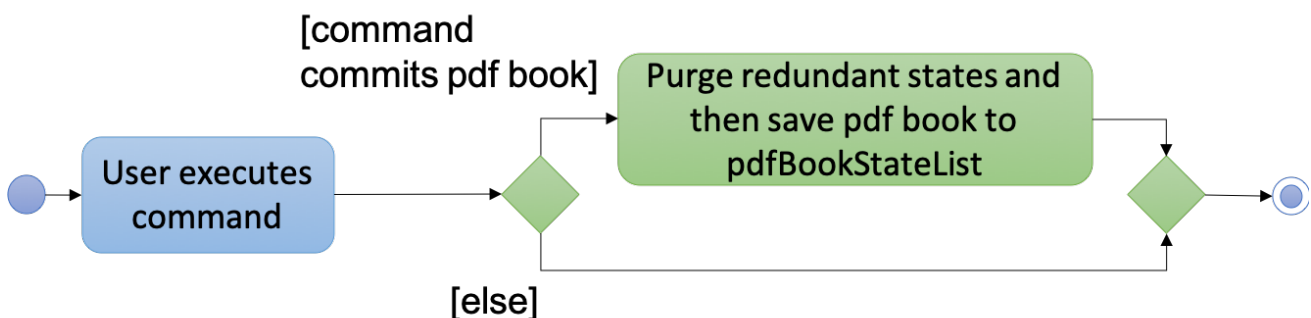 [command
commits pdf book]
Purge redundant states and
then save pdf book to
pdfBookStateList
User executes
command
[else]